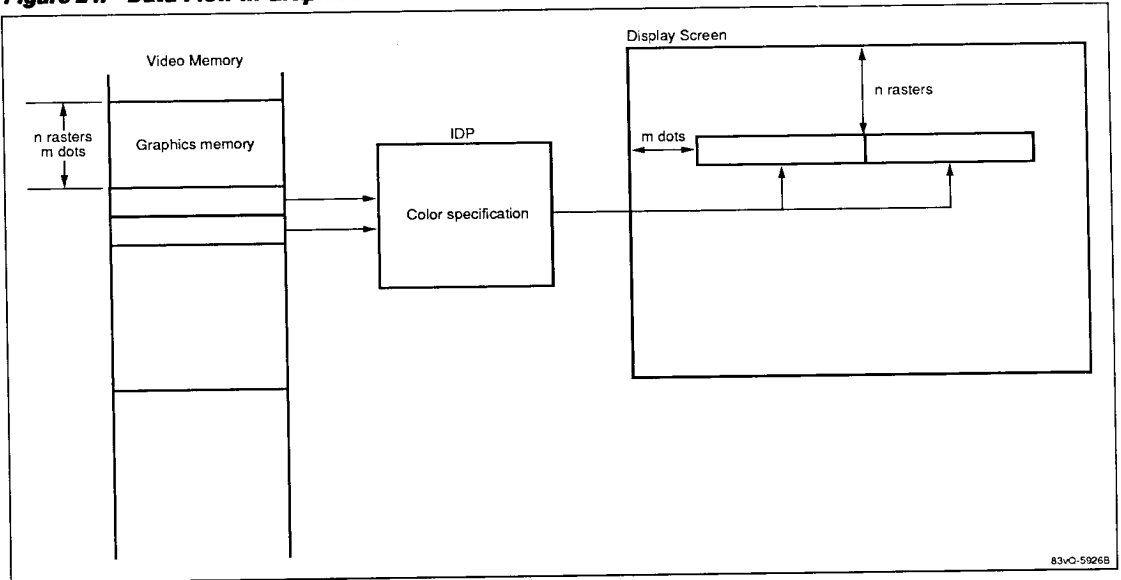 Video Memory
n rasters
m dots
Graphics memory
IDP
Color specification
Display Screen
n rasters
m dots
83vQ-5926B